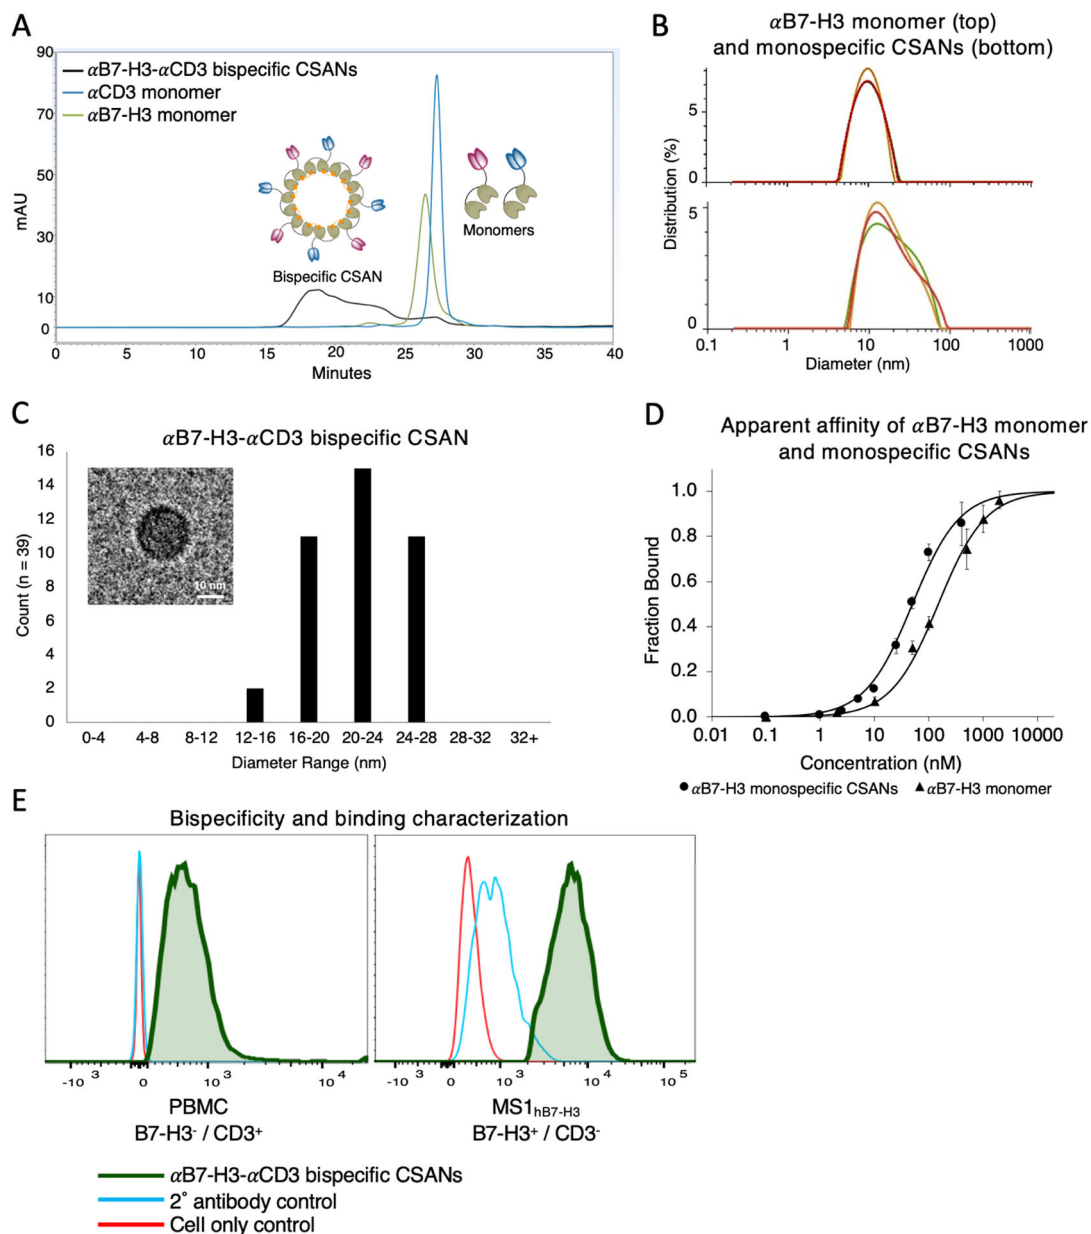 A
90
70
50
30
10
0
mAU
αB7-H3-αCD3 bispecific CSANs
αCD3 monomer
αB7-H3 monomer
Bispecific CSAN
Monomers
0 5 10 15 20 25 30 35 40
Minutes
B
αB7-H3 monomer (top)
and monospecific CSANs (bottom)
Distribution (%)
5
0
5
0
0.1 1 10 100 1000
Diameter (nm)
C
αB7-H3-αCD3 bispecific CSAN
16
14
12
10
8
6
4
2
0
Count (n = 39)
10 nm
0-4 4-8 8-12 12-16 16-20 20-24 24-28 28-32 32+
Diameter Range (nm)
D
Apparent affinity of αB7-H3 monomer
and monospecific CSANs
1.0
0.8
0.6
0.4
0.2
0.0
Fraction Bound
0.01 0.1 1 10 100 1000 10000
Concentration (nM)
αB7-H3 monospecific CSANs αB7-H3 monomer
E
Bispecificity and binding characterization
-10 3 0 10 3 10 4
PBMC
B7-H3- / CD3+
-10 3 0 10 3 10 4 10 5
MS1hB7-H3
B7-H3+ / CD3-
αB7-H3-αCD3 bispecific CSANs
2° antibody control
Cell only control